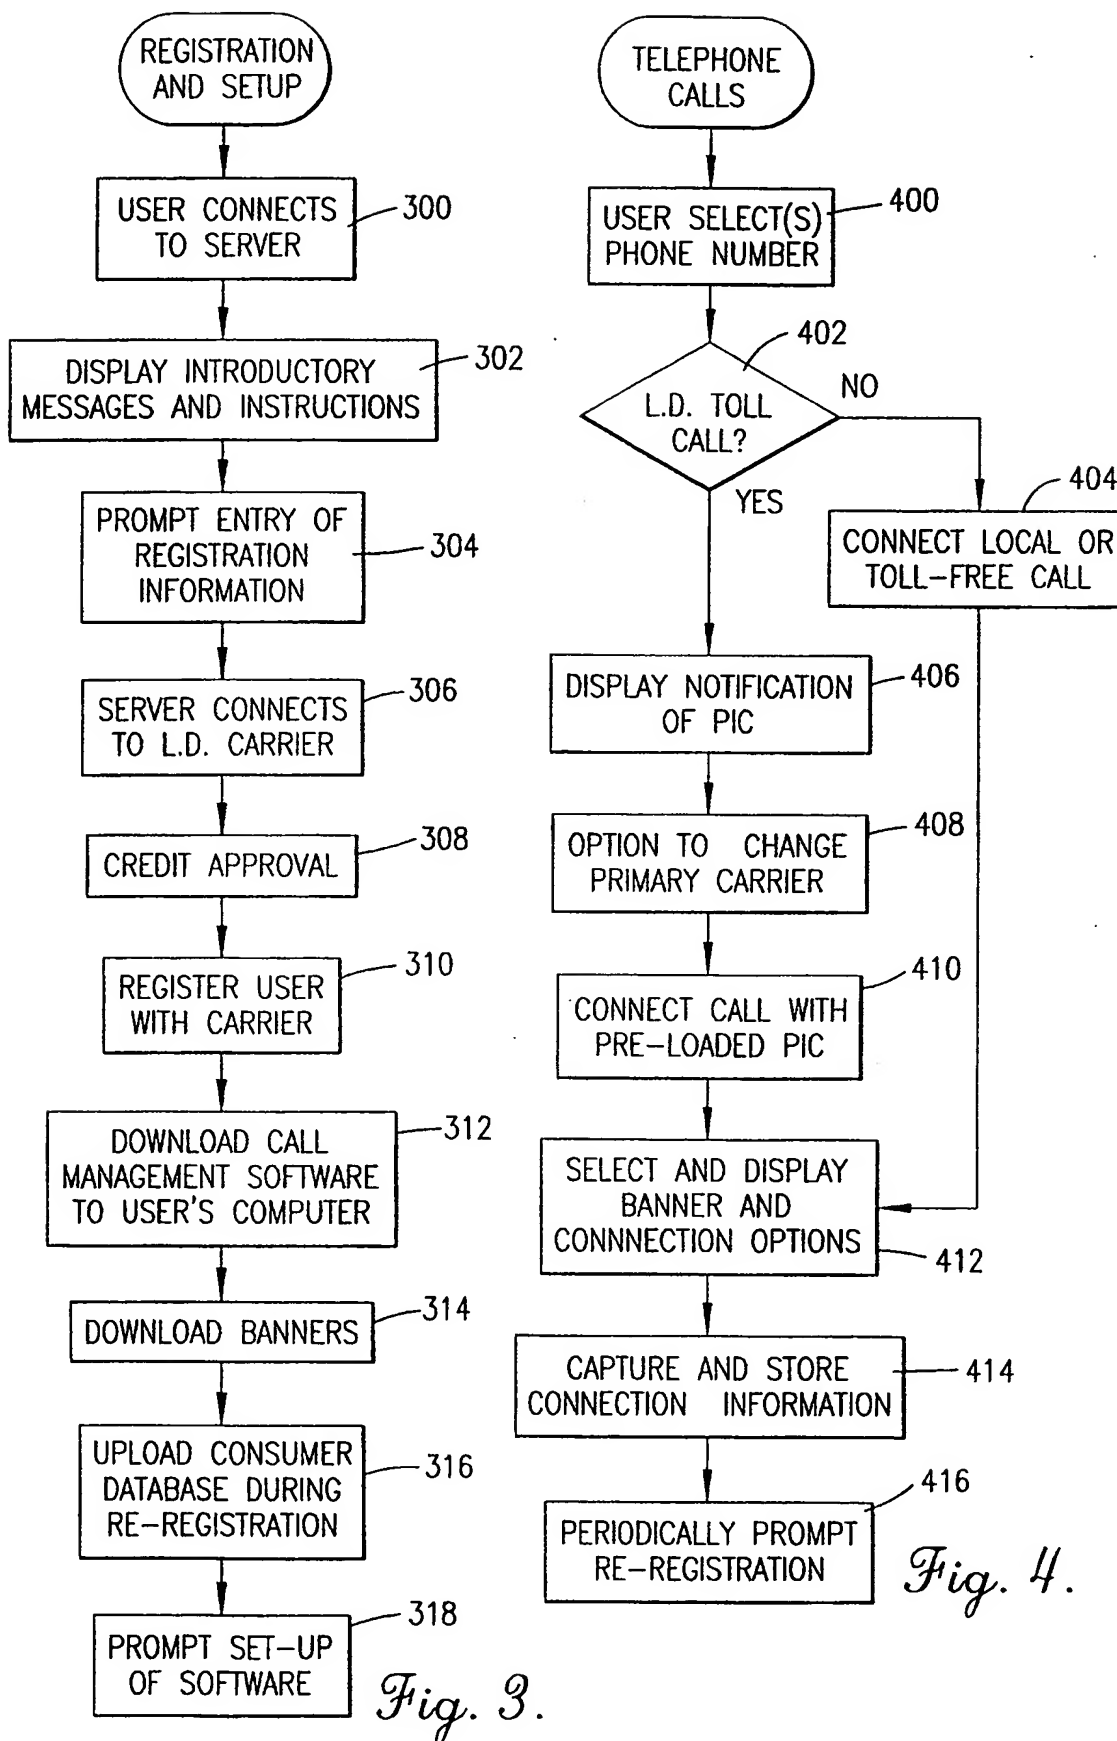 REGISTRATION
AND SETUP
USER CONNECTS
TO SERVER
300
DISPLAY INTRODUCTORY
MESSAGES AND INSTRUCTIONS
302
PROMPT ENTRY OF
REGISTRATION
INFORMATION
304
SERVER CONNECTS
TO L.D. CARRIER
306
CREDIT APPROVAL
308
REGISTER USER
WITH CARRIER
310
DOWNLOAD CALL
MANAGEMENT SOFTWARE
TO USER'S COMPUTER
312
DOWNLOAD BANNERS
314
UPLOAD CONSUMER
DATABASE DURING
RE-REGISTRATION
316
PROMPT SET-UP
OF SOFTWARE
318
Fig. 3.
TELEPHONE
CALLS
USER SELECT(S)
PHONE NUMBER
400
L.D. TOLL
CALL?
402
NO
YES
CONNECT LOCAL OR
TOLL-FREE CALL
404
DISPLAY NOTIFICATION
OF PIC
406
OPTION TO CHANGE
PRIMARY CARRIER
408
CONNECT CALL WITH
PRE-LOADED PIC
410
SELECT AND DISPLAY
BANNER AND
CONNNECTION OPTIONS
412
CAPTURE AND STORE
CONNECTION INFORMATION
414
PERIODICALLY PROMPT
RE-REGISTRATION
416
Fig. 4.